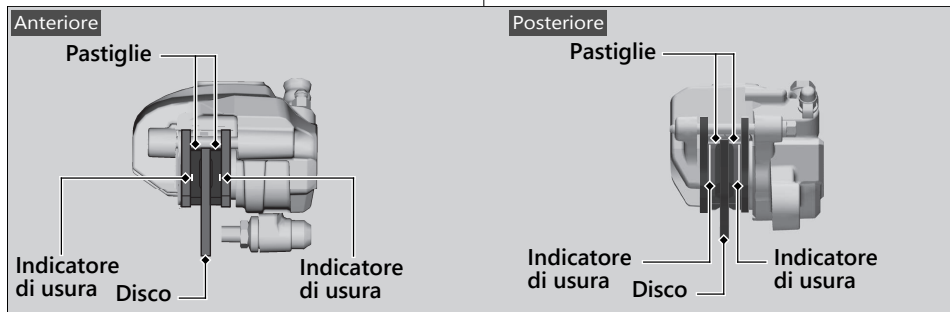 Anteriore
Pastiglie
Indicatore
di usura
Disco
Indicatore
di usura
Posteriore
Pastiglie
Indicatore
di usura
Disco
Indicatore
di usura